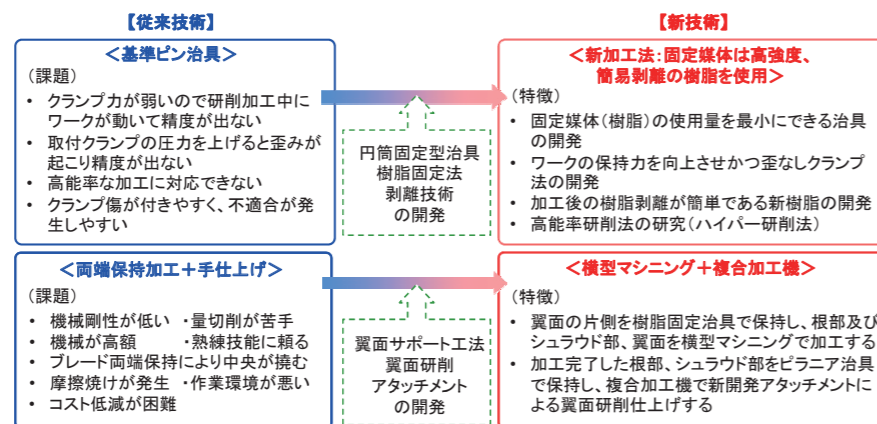 【従来技術】
【新技術】
＜基準ピン治具＞
（課題）
• クランプ力が弱いので研削加工中に
ワークが動いて精度が出ない
• 取付クランプの圧力を上げると歪みが
起こり精度が出ない
• 高能率な加工に対応できない
• クランプ傷が付きやすく、不適合が発
生しやすい
円筒固定型治具
樹脂固定法
剥離技術
の開発
＜新加工法：固定媒体は高強度、
簡易剥離の樹脂を使用＞
（特徴）
• 固定媒体（樹脂）の使用量を最小にできる治具
の開発
• ワークの保持力を向上させかつ歪なしクランプ
法の開発
• 加工後の樹脂剥離が簡単である新樹脂の開発
• 高能率研削法の研究（ハイパー研削法）
＜両端保持加工＋手仕上げ＞
（課題）
• 機械剛性が低い ・量切削が苦手
• 機械が高額 ・熟練技能に頼る
• ブレード両端保持により中央が撓む
• 摩擦焼けが発生 ・作業環境が悪い
• コスト低減が困難
翼面サポート工法
翼面研削
アタッチメント
の開発
＜横型マシニング＋複合加工機＞
（特徴）
• 翼面の片側を樹脂固定治具で保持し、根部及び
シュラウド部、翼面を横型マシニングで加工する
• 加工完了した根部、シュラウド部をピラニア治具
で保持し、複合加工機で新開発アタッチメントに
よる翼面研削仕上げする